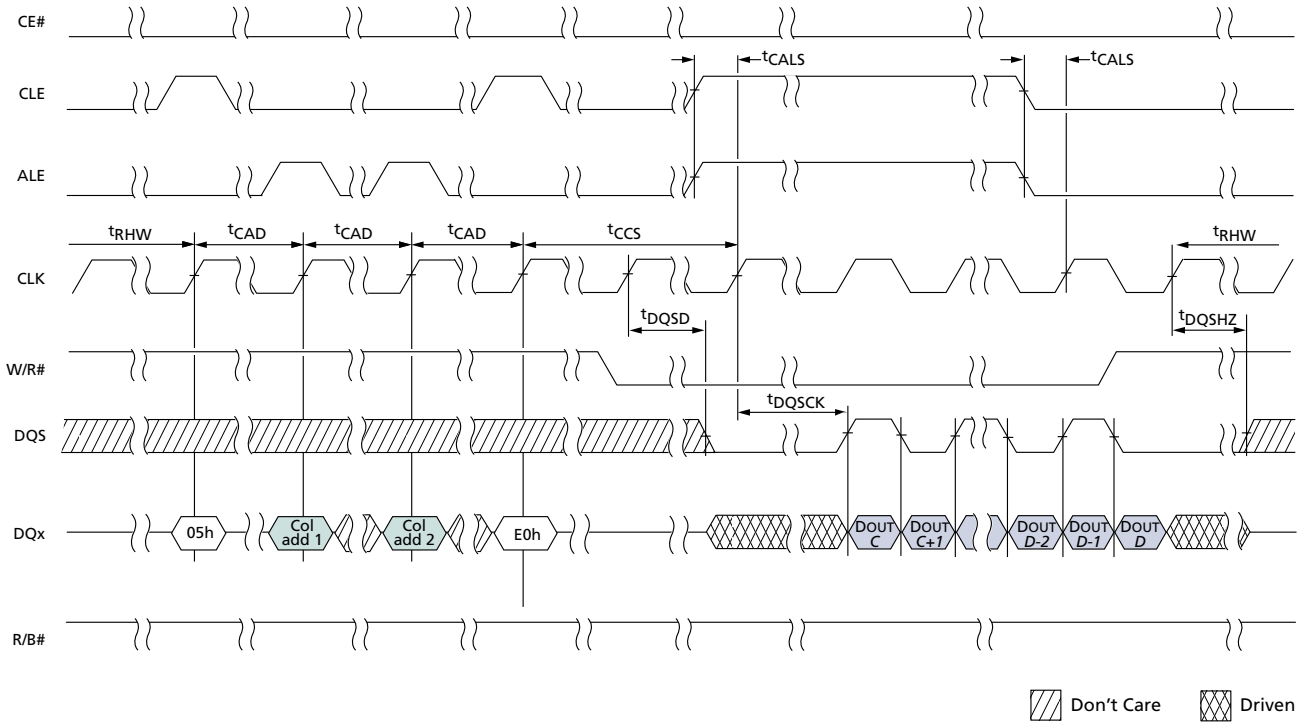 CE#
tCALS
tCALS
CLE
ALE
tRHW
tCAD
tCAD
tCAD
tCCS
tRHW
CLK
tDQSD
tDQSHZ
W/R#
tDQSCK
DQS
DQx
05h
Col add 1
Col add 2
E0h
DOUT C
DOUT C+1
DOUT D-2
DOUT D-1
DOUT D
R/B#
Don't Care
Driven